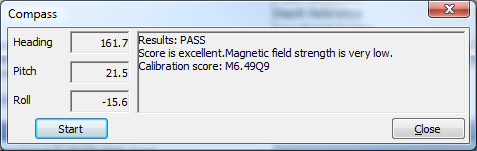 Compass
Heading 161.7
Pitch 21.5
Roll -15.6
Results: PASS
Score is excellent.Magnetic field strength is very low.
Calibration score: M6.49Q9
Start
Close